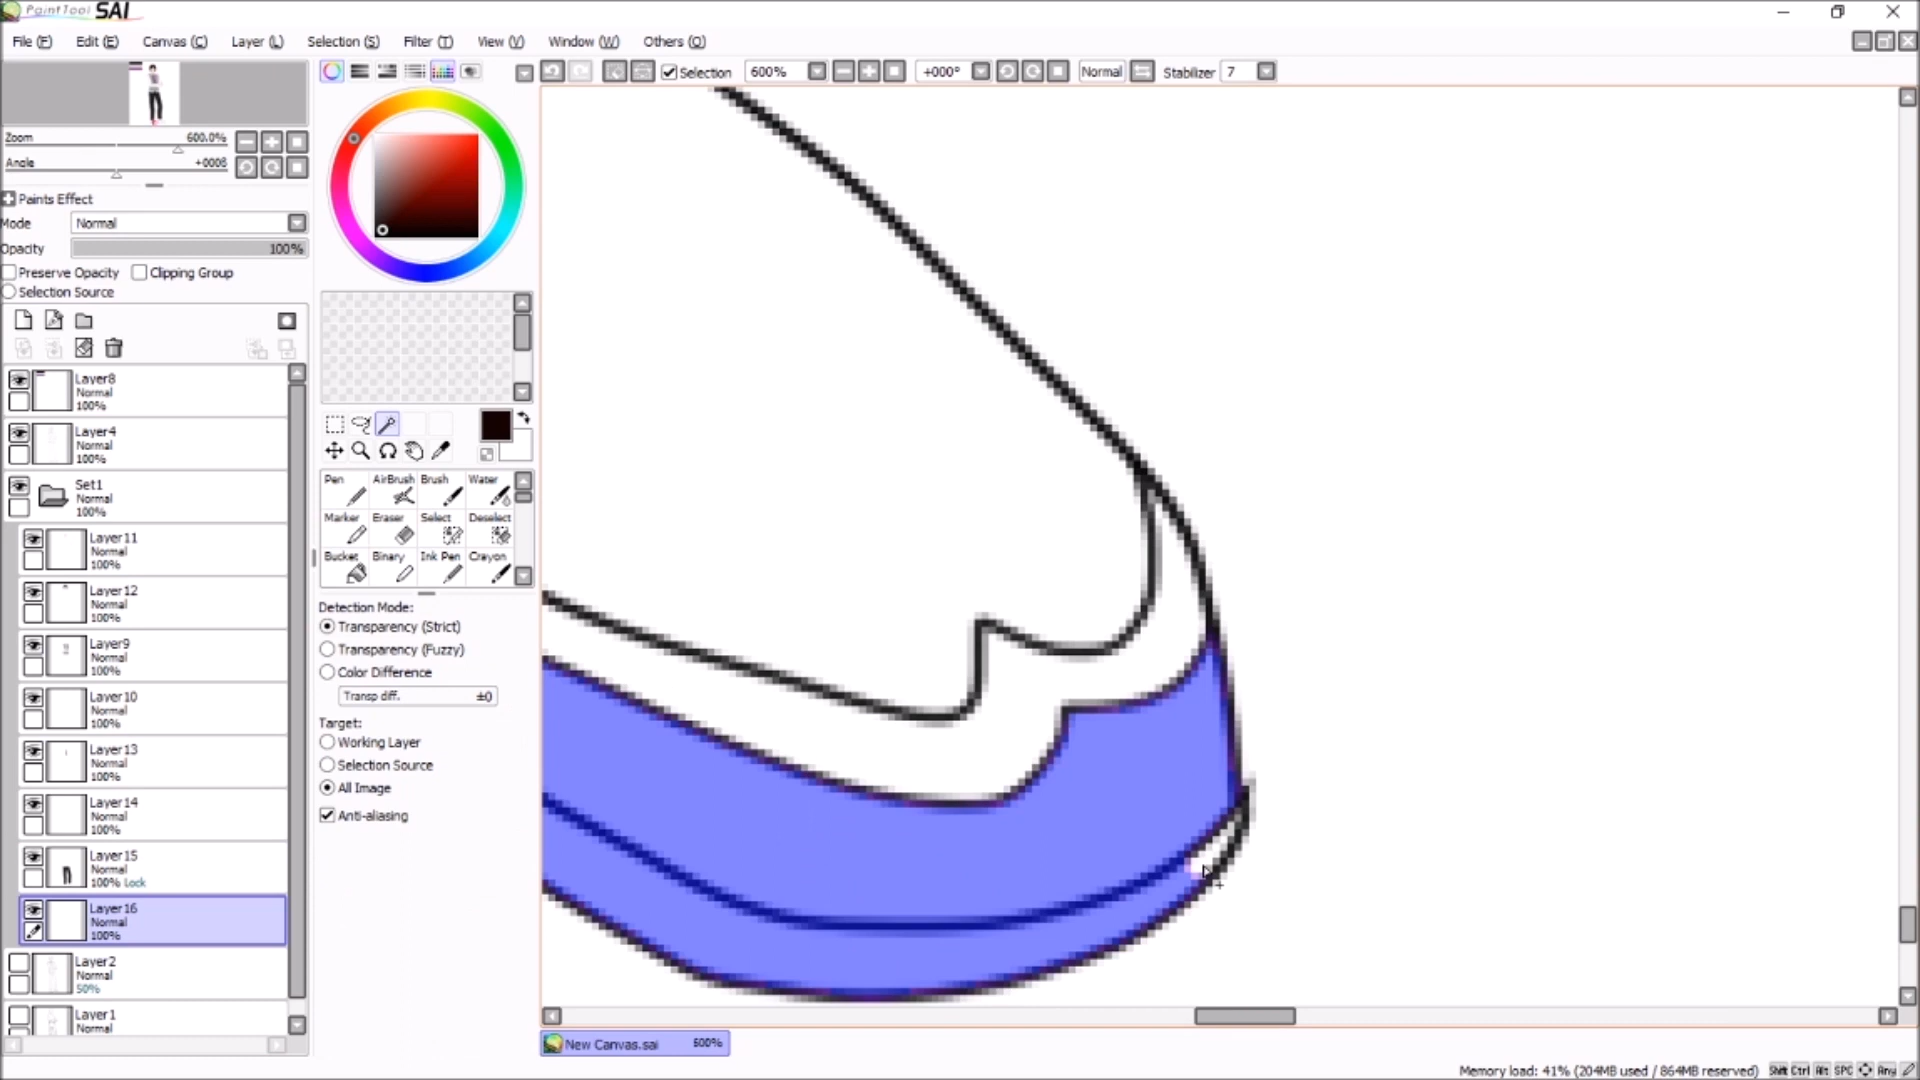 PaintTool SAI
File (F) Edit (E) Canvas (C) Layer (L) Selection (S) Filter (T) View (V) Window (W) Others (O)
Selection 600% +000° Normal Stabilizer 7
Zoom 600.0%
Angle +000
Paints Effect
Mode Normal
Opacity 100%
Preserve Opacity Clipping Group
Selection Source
Layer8
Normal
100%
Layer4
Normal
100%
Set1
Normal
100%
Layer11
Normal
100%
Layer12
Normal
100%
Layer9
Normal
100%
Layer10
Normal
100%
Layer13
Normal
100%
Layer14
Normal
100%
Layer15
Normal
100% Lock
Layer16
Normal
100%
Layer2
Normal
50%
Layer1
Normal
Pen AirBrush Brush Water
Marker Eraser Select Deselect
Bucket Binary Ink Pen Crayon
Detection Mode:
Transparency (Strict)
Transparency (Fuzzy)
Color Difference
Transp diff. ±0
Target:
Working Layer
Selection Source
All Image
Anti-aliasing
New Canvas.sai 600%
Memory load: 41% (204MB used / 864MB reserved) Shift Ctrl Alt SPC Any